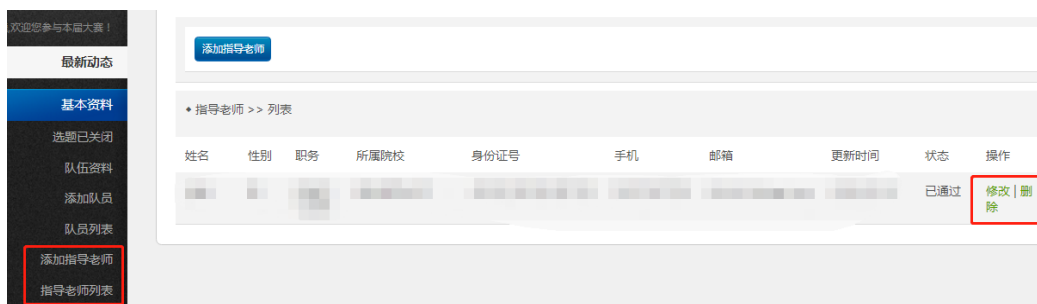 欢迎您参与本届大赛！
最新动态
基本资料
选题已关闭
队伍资料
添加队员
队员列表
添加指导老师
指导老师列表
添加指导老师
指导老师 >> 列表
姓名 性别 职务 所属院校 身份证号 手机 邮箱 更新时间 状态 操作
已通过 修改 | 删
除